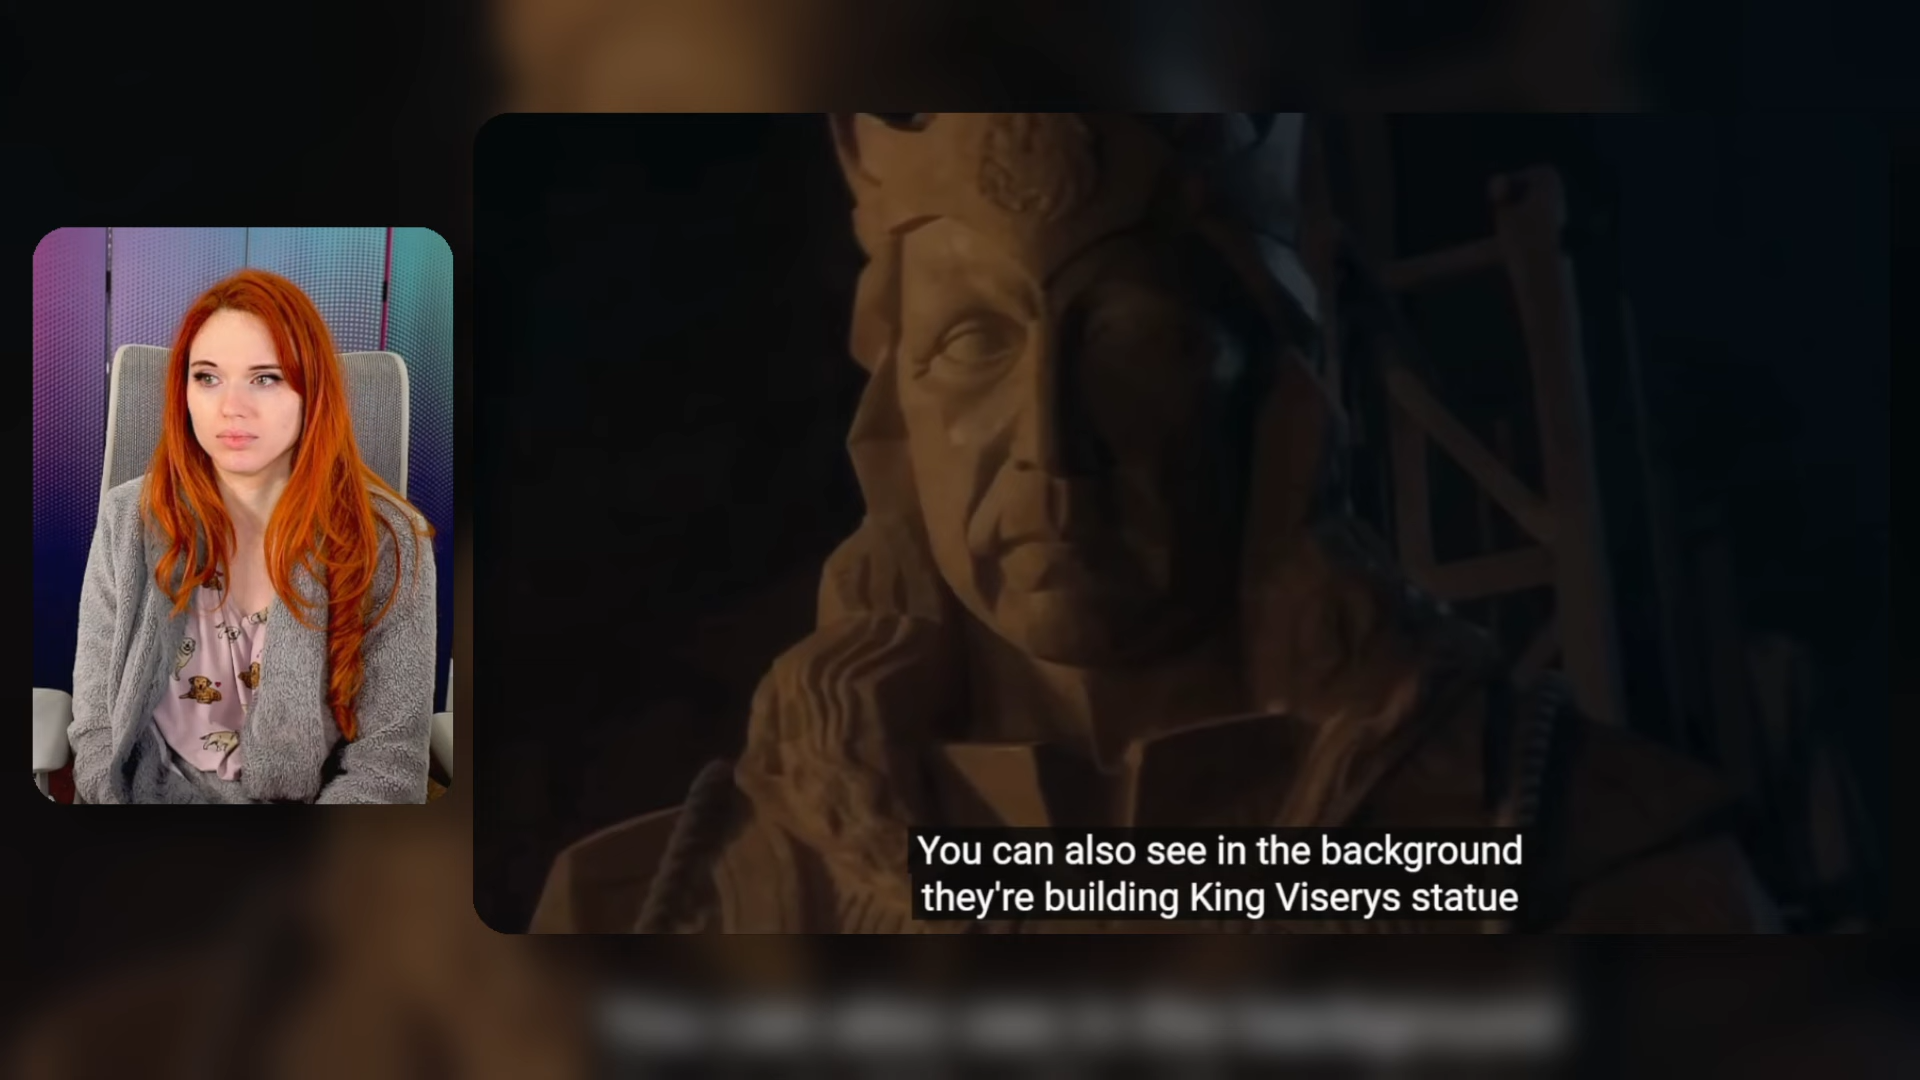 You can also see in the background
they're building King Viserys statue